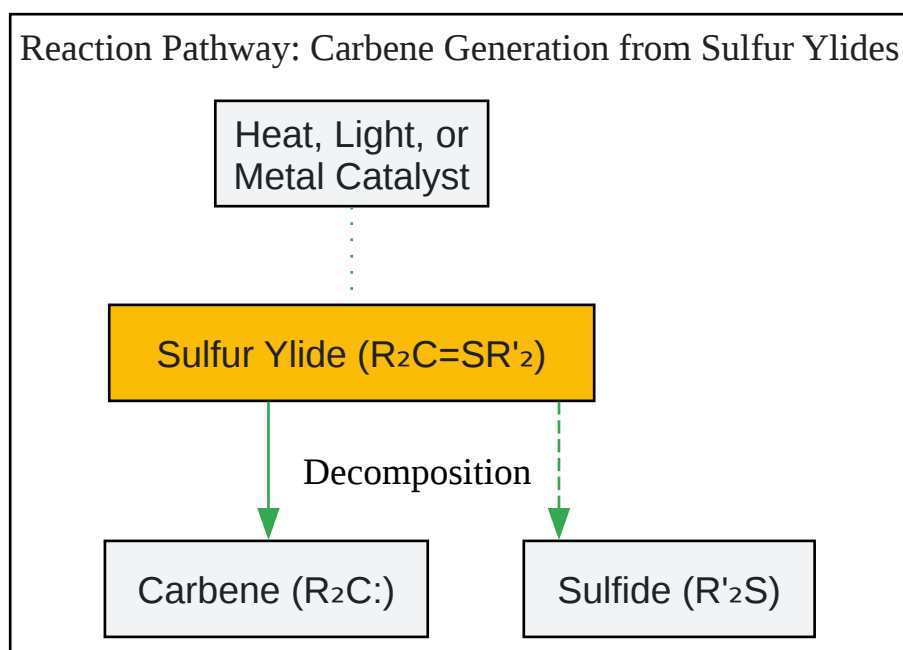 Reaction Pathway: Carbene Generation from Sulfur Ylides
Heat, Light, or
Metal Catalyst
Sulfur Ylide (R₂C=SR'₂)
Decomposition
Carbene (R₂C:)
Sulfide (R'₂S)